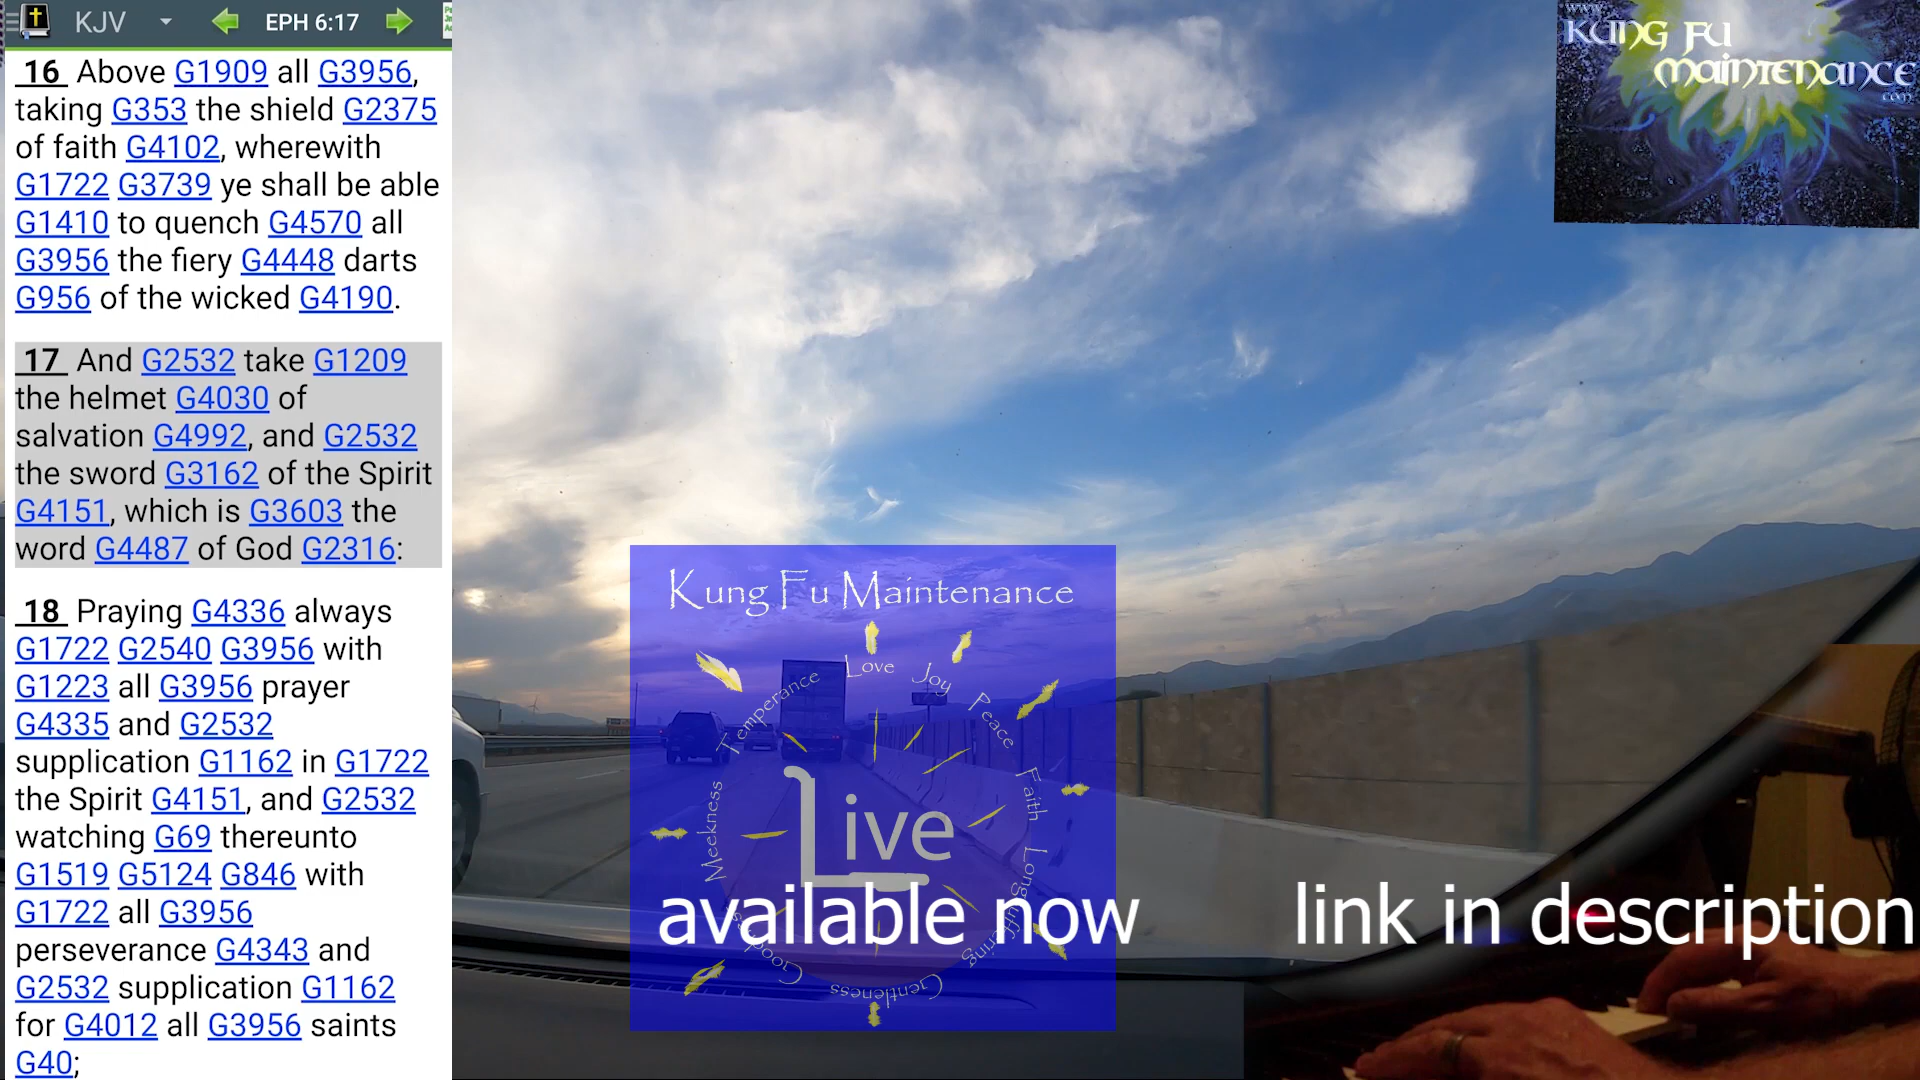 KJV
EPH 6:17
16 Above G1909 all G3956,
taking G353 the shield G2375
of faith G4102, wherewith
G1722 G3739 ye shall be able
G1410 to quench G4570 all
G3956 the fiery G4448 darts
G956 of the wicked G4190.
17 And G2532 take G1209
the helmet G4030 of
salvation G4992, and G2532
the sword G3162 of the Spirit
G4151, which is G3603 the
word G4487 of God G2316:
18 Praying G4336 always
G1722 G2540 G3956 with
G1223 all G3956 prayer
G4335 and G2532
supplication G1162 in G1722
the Spirit G4151, and G2532
watching G69 thereunto
G1519 G5124 G846 with
G1722 all G3956
perseverance G4343 and
G2532 supplication G1162
for G4012 all G3956 saints
G40;
www
Kung Fu
Maintenance
.com
Kung Fu Maintenance
Love
Joy
Peace
Faith
Longsuffering
Gentleness
Meekness
Temperance
Live
available now
link in description